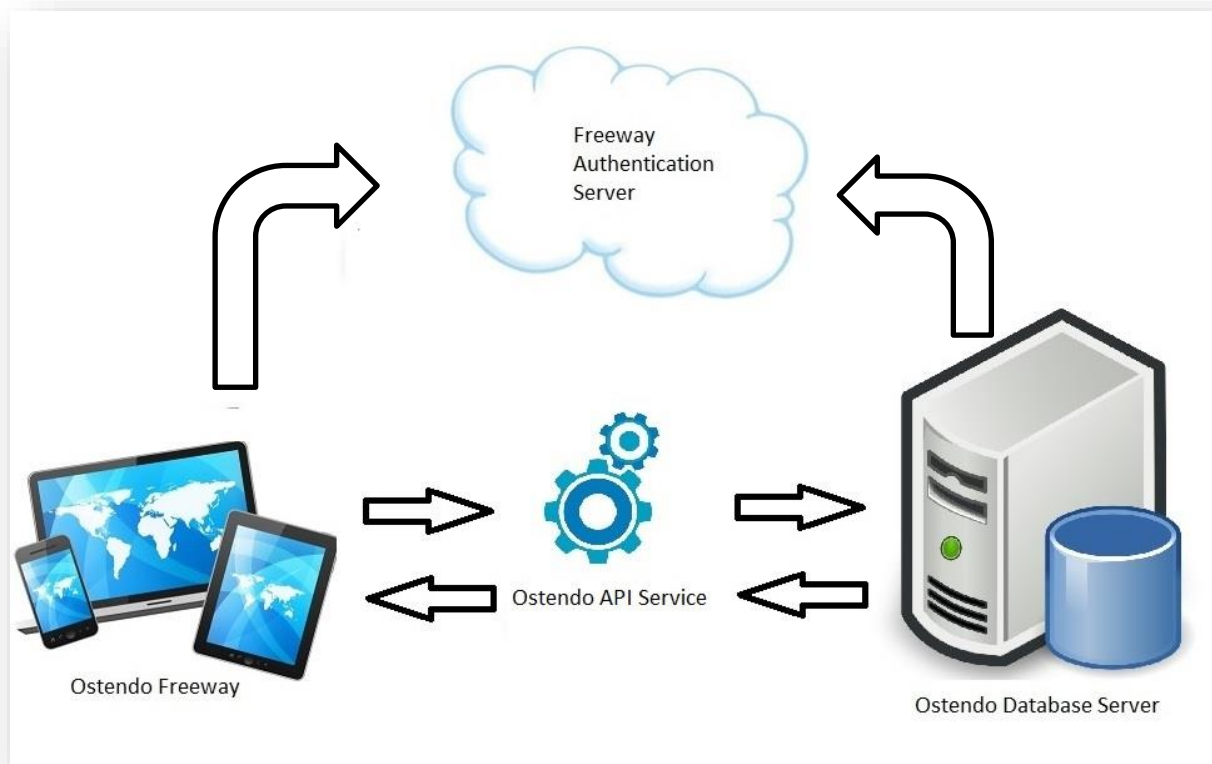 Freeway
Authentication
Server
Ostendo API Service
Ostendo Freeway
Ostendo Database Server